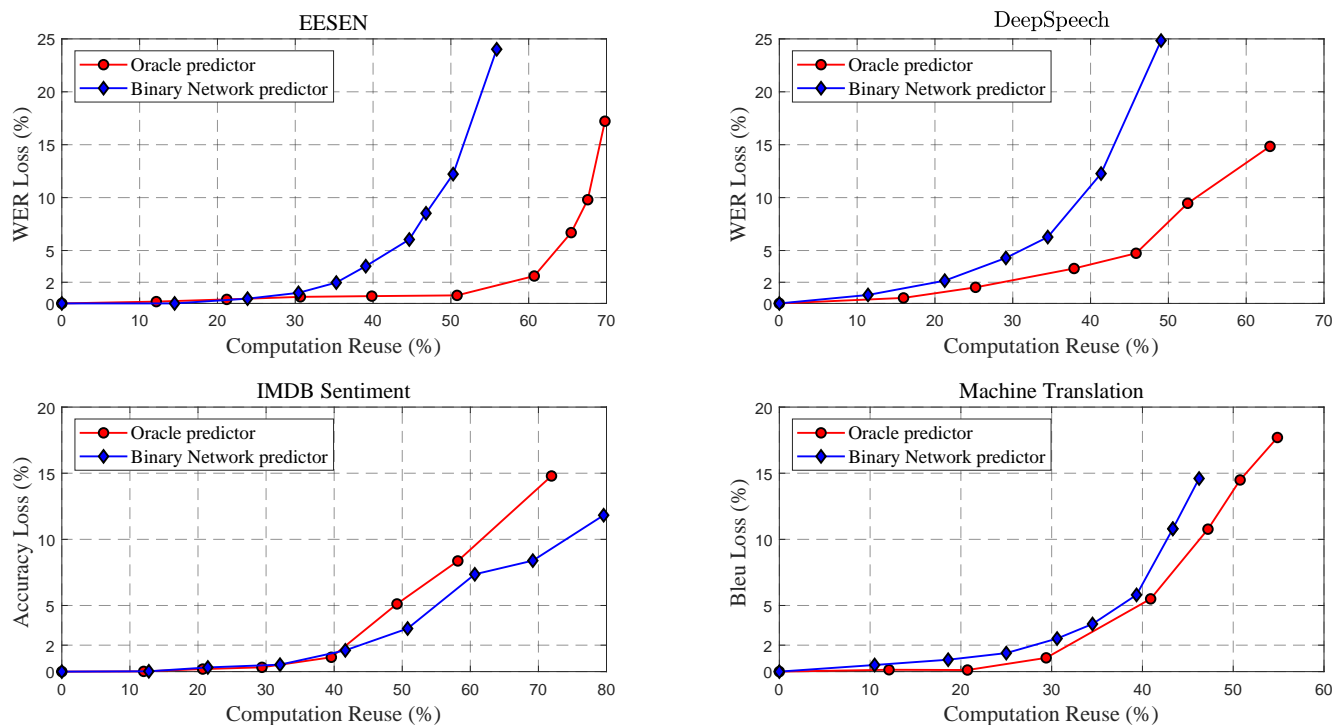 EESEN
25
20
15
10
5
2
0
WER Loss (%)
Oracle predictor
Binary Network predictor
0 10 20 30 40 50 60 70
Computation Reuse (%)
DeepSpeech
25
20
15
10
5
2
0
WER Loss (%)
Oracle predictor
Binary Network predictor
0 10 20 30 40 50 60 70
Computation Reuse (%)
IMDB Sentiment
20
15
10
5
2
0
Accuracy Loss (%)
Oracle predictor
Binary Network predictor
0 10 20 30 40 50 60 70 80
Computation Reuse (%)
Machine Translation
20
15
10
5
2
0
Bleu Loss (%)
Oracle predictor
Binary Network predictor
0 10 20 30 40 50 60
Computation Reuse (%)